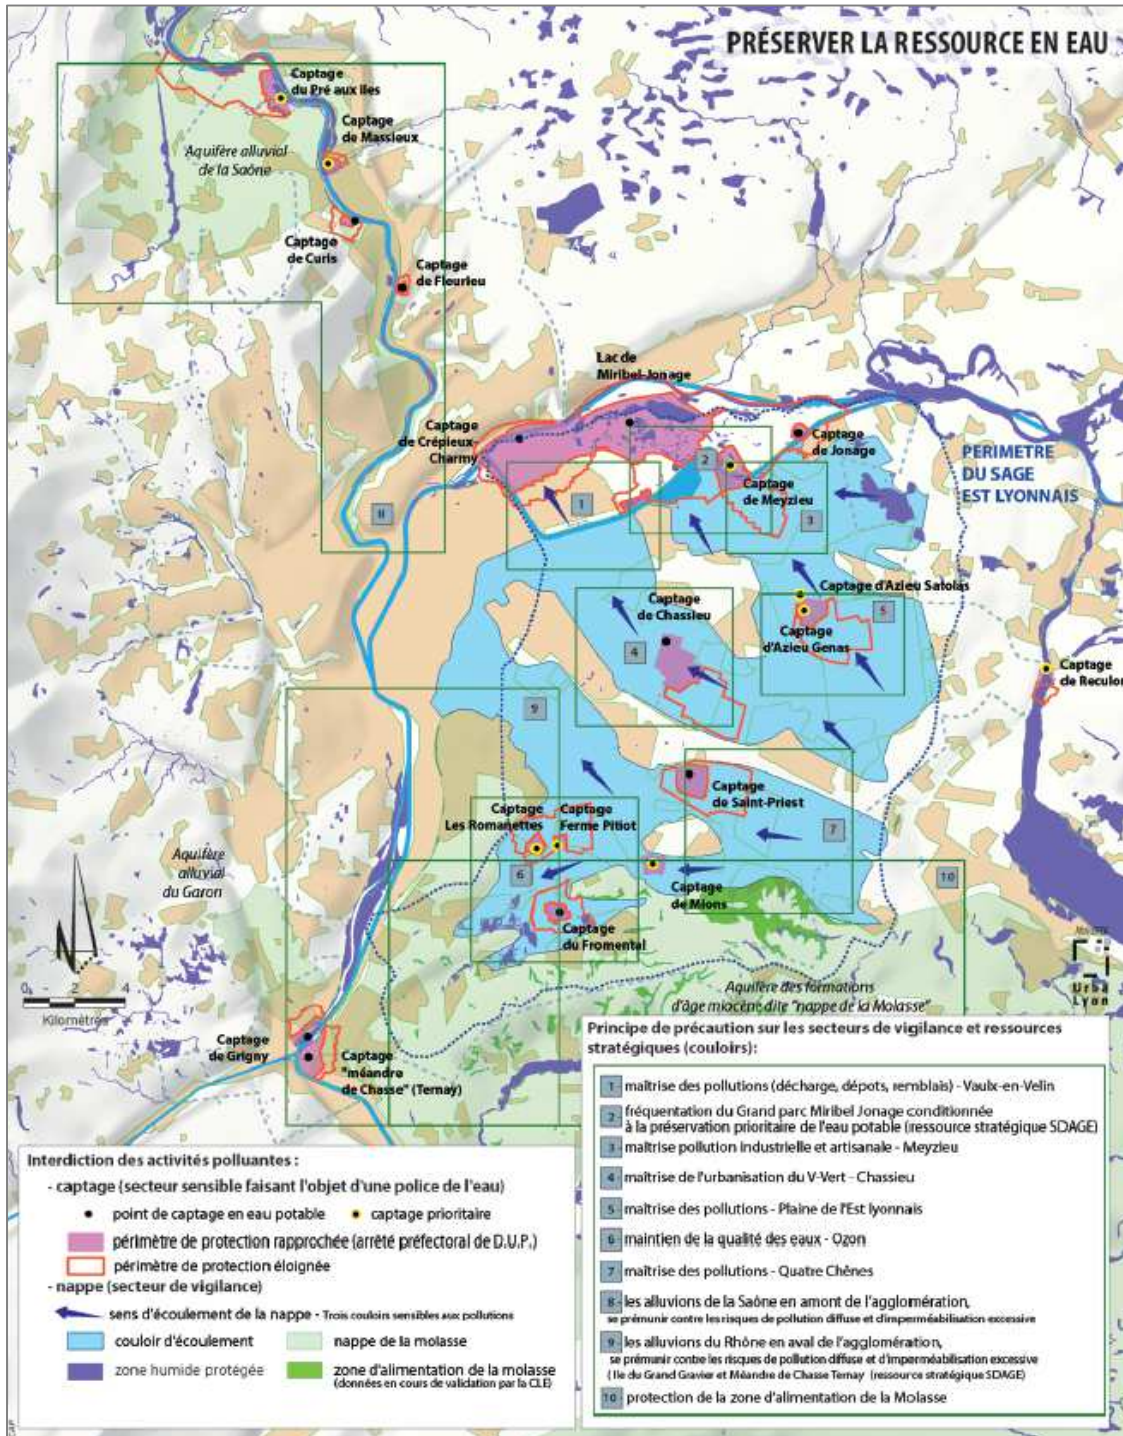 PRÉSERVER LA RESSOURCE EN EAU
Captage
du Pré aux iles
Captage
de Massieux
Aquifère alluvial
de la Saône
Captage
de Curis
Captage
de Fleurieu
Lac de
Miribel-Jonage
Captage
de Crépieux-
Charmy
Captage
de Jonage
PERIMETRE
DU SAGE
EST LYONNAIS
2
Captage
de Meyzieu
1
3
8
Captage d'Azieu Satolas
Captage
de Chassieu
5
Captage
d'Azieu Genas
4
Captage
de Reculon
9
Captage
de Saint-Priest
Captage
Les Romanettes
Captage
Ferme Pitiot
7
Aquifère
alluvial
du Garon
6
10
Captage
de Mions
Captage
du Fromental
N
0 2 4
Kilomètres
Urba
Lyon
Aquifère des formations
d'âge miocène dite "nappe de la Molasse"
Captage
de Grigny
Captage
"méandre
de Chasse" (Ternay)
Principe de précaution sur les secteurs de vigilance et ressources
stratégiques (couloirs):
1 maîtrise des pollutions (décharge, dépots, remblais) - Vaulx-en-Velin
2 fréquentation du Grand parc Miribel Jonage conditionnée
à la préservation prioritaire de l'eau potable (ressource stratégique SDAGE)
3 maîtrise pollution industrielle et artisanale - Meyzieu
4 maîtrise de l'urbanisation du V-Vert - Chassieu
5 maîtrise des pollutions - Plaine de l'Est lyonnais
6 maintien de la qualité des eaux - Ozon
7 maîtrise des pollutions - Quatre Chênes
8 - les alluvions de la Saône en amont de l'agglomération,
se prémunir contre les risques de pollution diffuse et d'imperméabilisation excessive
9 - les alluvions du Rhône en aval de l'agglomération,
se prémunir contre les risques de pollution diffuse et d'imperméabilisation excessive
( Ile du Grand Gravier et Méandre de Chasse Ternay (ressource stratégique SDAGE)
10 - protection de la zone d'alimentation de la Molasse
Interdiction des activités polluantes :
- captage (secteur sensible faisant l'objet d'une police de l'eau)
point de captage en eau potable
captage prioritaire
périmètre de protection rapprochée (arrêté préfectoral de D.U.P.)
périmètre de protection éloignée
- nappe (secteur de vigilance)
sens d'écoulement de la nappe - Trois couloirs sensibles aux pollutions
couloir d'écoulement
nappe de la molasse
zone humide protégée
zone d'alimentation de la molasse
(données en cours de validation par la CLE)